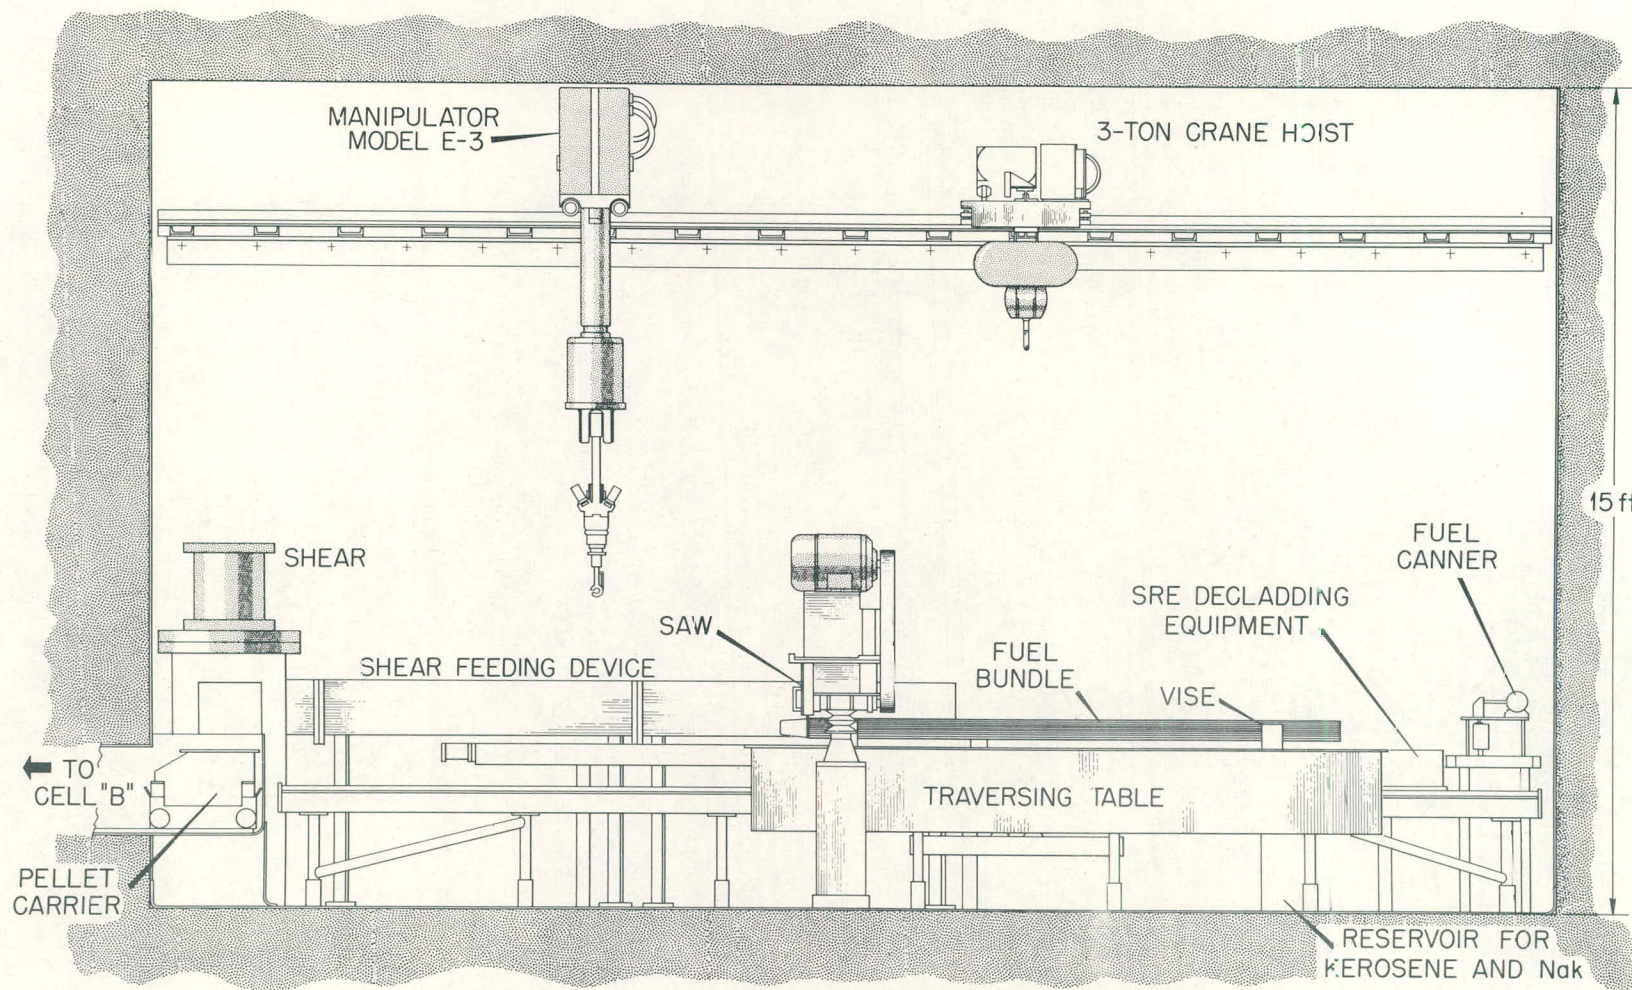 MANIPULATOR
MODEL E-3
3-TON CRANE HOIST
15 ft
SHEAR
FUEL
CANNER
SRE DECLADDING
EQUIPMENT
SAW
SHEAR FEEDING DEVICE
FUEL
BUNDLE
VISE
TO
CELL "B"
TRAVERSING TABLE
PELLET
CARRIER
RESERVOIR FOR
KEROSENE AND Nak